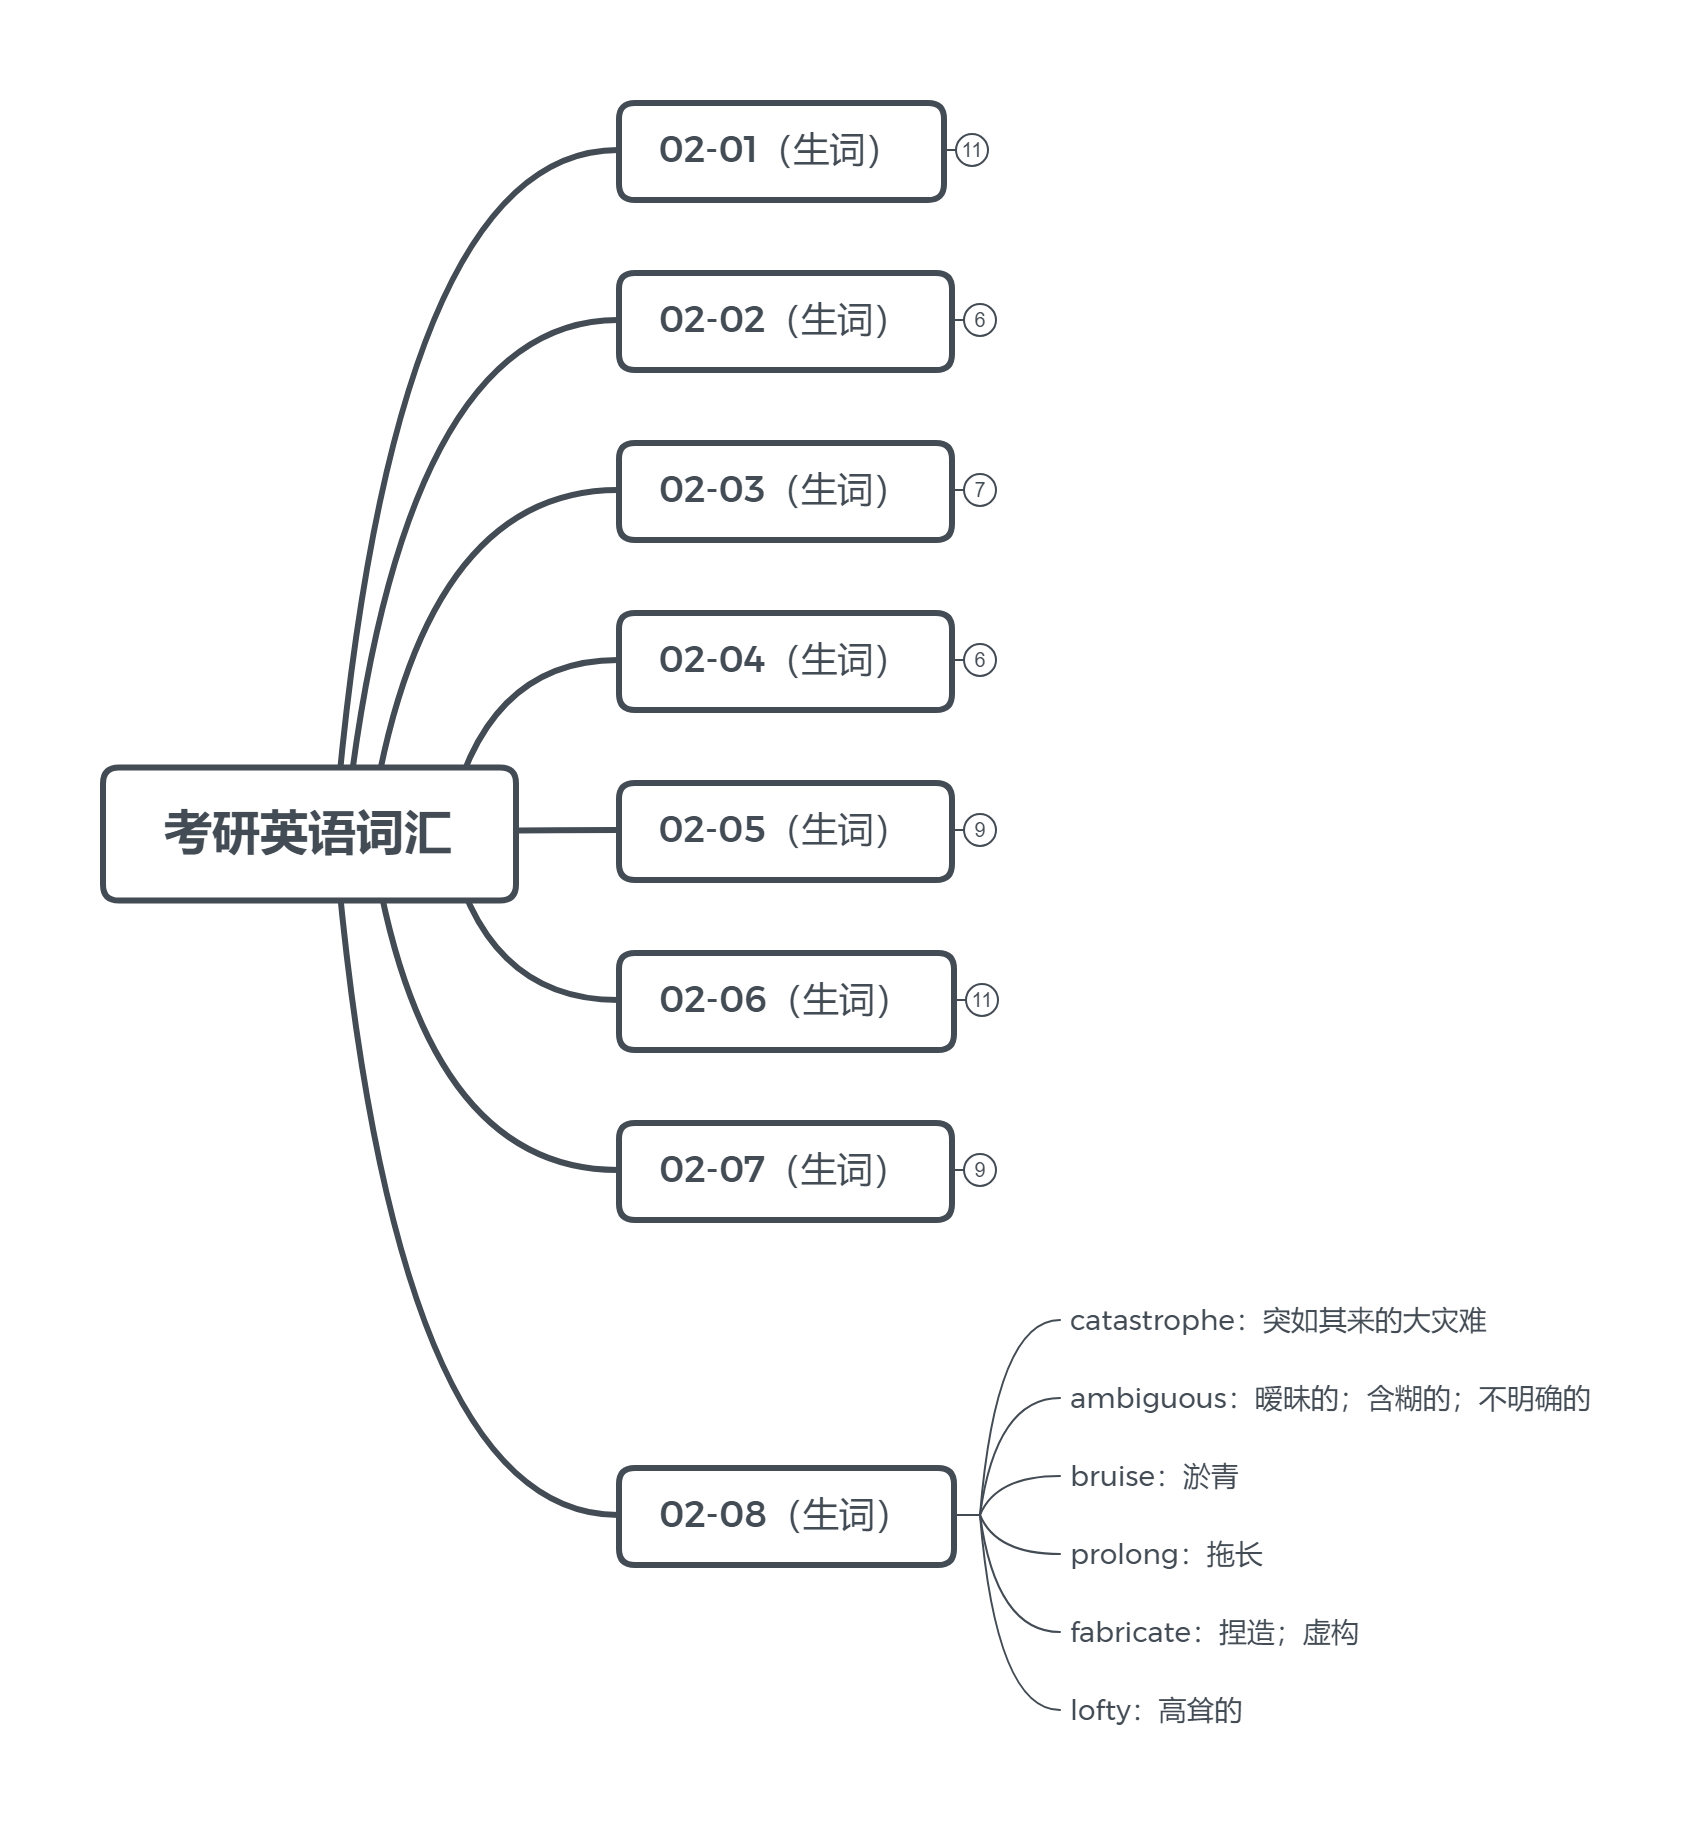 02-01（生词）
11
02-02（生词）
6
02-03（生词）
7
02-04（生词）
6
考研英语词汇
02-05（生词）
9
02-06（生词）
11
02-07（生词）
9
02-08（生词）
catastrophe：突如其来的大灾难
ambiguous：暧昧的；含糊的；不明确的
bruise：淤青
prolong：拖长
fabricate：捏造；虚构
lofty：高耸的